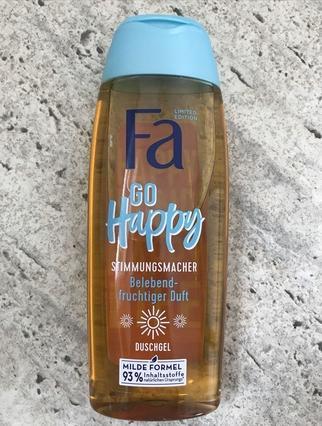 Fa
LIMITED
EDITION
GO
Happy
STIMMUNGSMACHER
Belebend-
fruchtiger Duft
DUSCHGEL
MILDE FORMEL
93% Inhaltsstoffe
natürlichen Ursprungs*